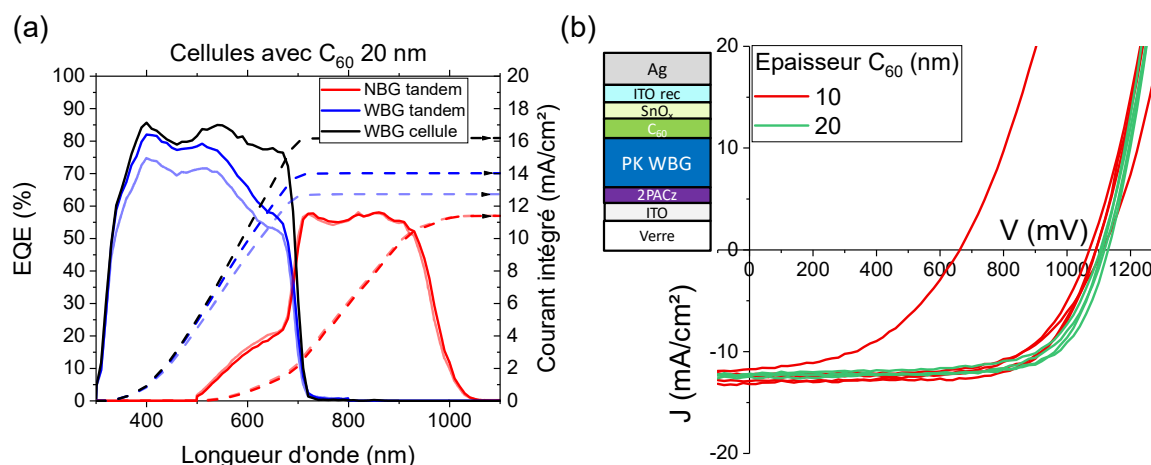 (a)
Cellules avec C₆₀ 20 nm
100
90
80
70
60
50
40
30
20
10
0
EQE (%)
400
600
800
1000
Longueur d'onde (nm)
20
18
16
14
12
10
8
6
4
2
0
Courant intégré (mA/cm²)
NBG tandem
WBG tandem
WBG cellule
(b)
Ag
ITO rec
SnOₓ
C₆₀
PK WBG
2PACz
ITO
Verre
Epaisseur C₆₀ (nm)
10
20
20
10
0
-10
-20
J (mA/cm²)
V (mV)
0
200
400
600
800
1000
1200